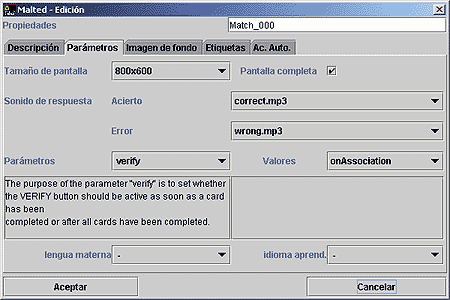 Malted - Edición
Propiedades Match_000
Descripción Parámetros Imagen de fondo Etiquetas Ac. Auto.
Tamaño de pantalla 800x600 Pantalla completa
Sonido de respuesta Acierto correct.mp3
Error wrong.mp3
Parámetros verify Valores onAssociation
The purpose of the parameter "verify" is to set whether
the VERIFY button should be active as soon as a card
has been
completed or after all cards have been completed.
lengua materna - idioma aprend. -
Aceptar Cancelar